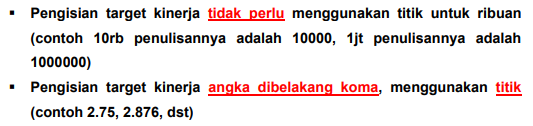 ▪ Pengisian target kinerja tidak perlu menggunakan titik untuk ribuan
(contoh 10rb penulisannya adalah 10000, 1jt penulisannya adalah
1000000)
▪ Pengisian target kinerja angka dibelakang koma, menggunakan titik
(contoh 2.75, 2.876, dst)